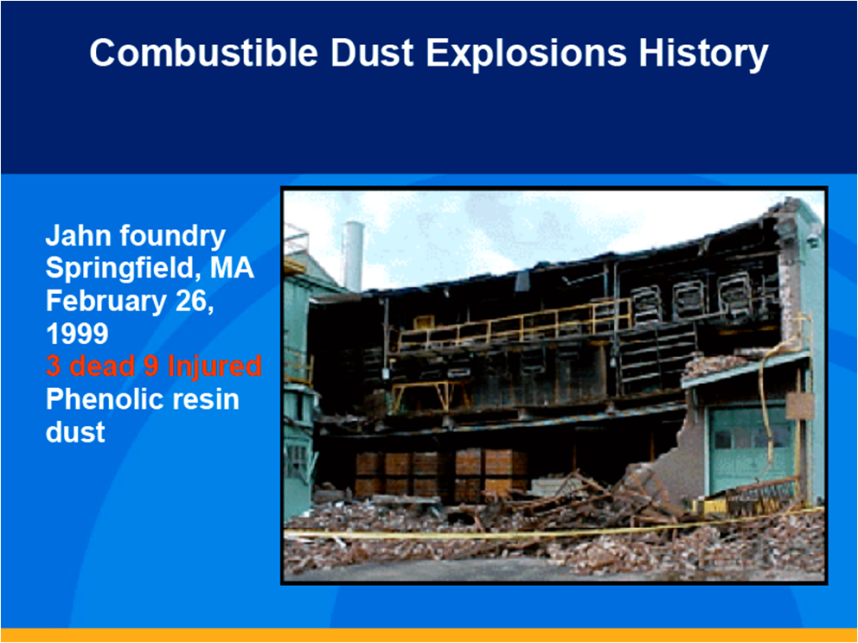 Combustible Dust Explosions History
Jahn foundry
Springfield, MA
February 26,
1999
3 dead 9 Injured
Phenolic resin
dust